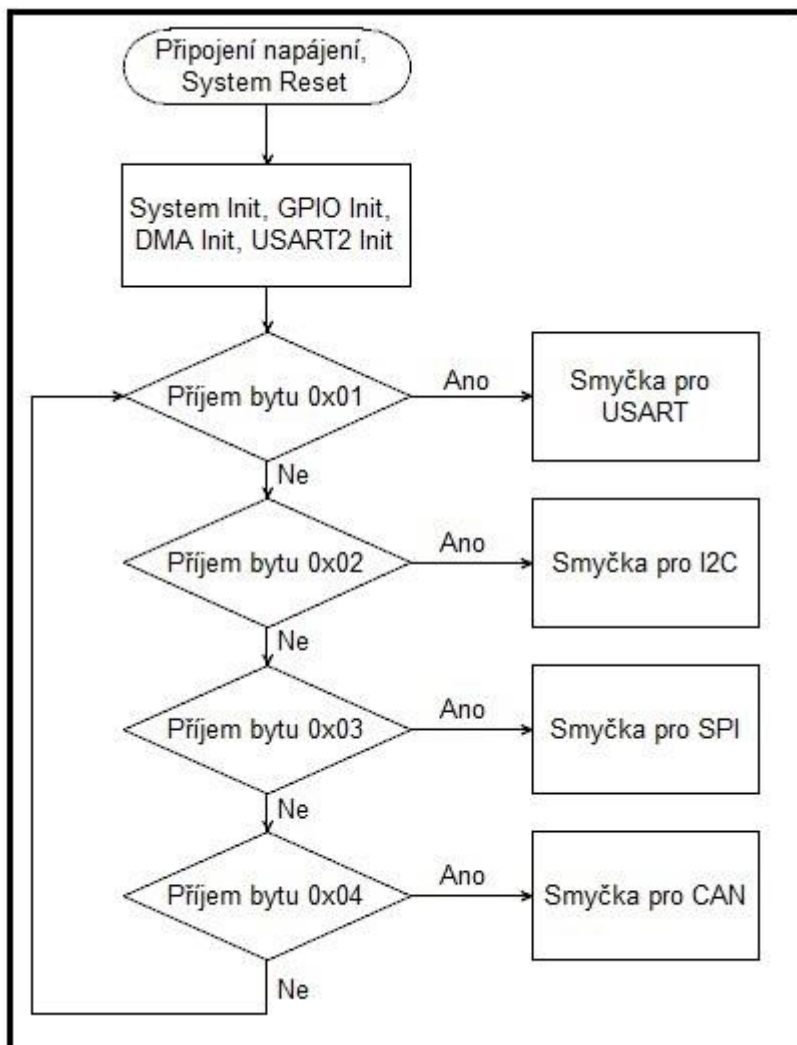 Připojení napájení,
System Reset
System Init, GPIO Init,
DMA Init, USART2 Init
Příjem bytu 0x01
Ano
Smyčka pro
USART
Ne
Příjem bytu 0x02
Ano
Smyčka pro I2C
Ne
Příjem bytu 0x03
Ano
Smyčka pro SPI
Ne
Příjem bytu 0x04
Ano
Smyčka pro CAN
Ne